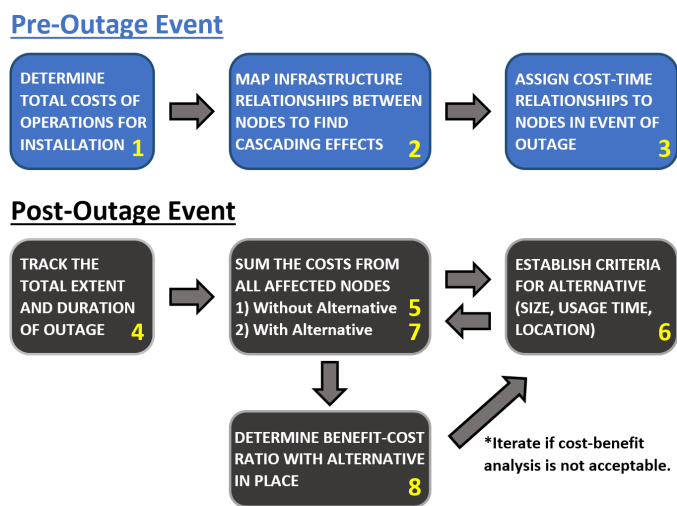 Pre-Outage Event
DETERMINE
TOTAL COSTS OF
OPERATIONS FOR
INSTALLATION 1
MAP INFRASTRUCTURE
RELATIONSHIPS BETWEEN
NODES TO FIND
CASCADING EFFECTS 2
ASSIGN COST-TIME
RELATIONSHIPS TO
NODES IN EVENT OF
OUTAGE 3
Post-Outage Event
TRACK THE
TOTAL EXTENT
AND DURATION
OF OUTAGE 4
SUM THE COSTS FROM
ALL AFFECTED NODES
1) Without Alternative 5
2) With Alternative 7
ESTABLISH CRITERIA
FOR ALTERNATIVE
(SIZE, USAGE TIME,
LOCATION) 6
DETERMINE BENEFIT-COST
RATIO WITH ALTERNATIVE
IN PLACE 8
*Iterate if cost-benefit
analysis is not acceptable.